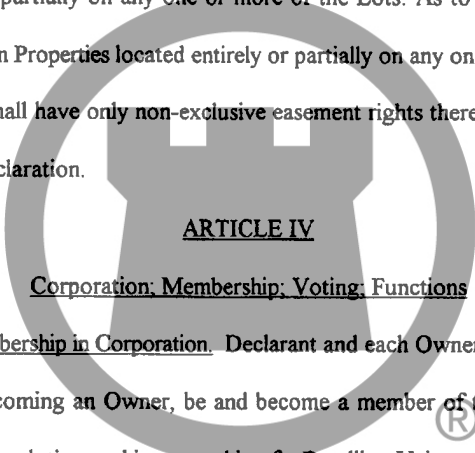 partially on any one or more of the Lots. As to
n Properties located entirely or partially on any on
hall have only non-exclusive easement rights there
claration.
ARTICLE IV
Corporation; Membership; Voting; Functions
bership in Corporation. Declarant and each Owner
coming an Owner, be and become a member of
®